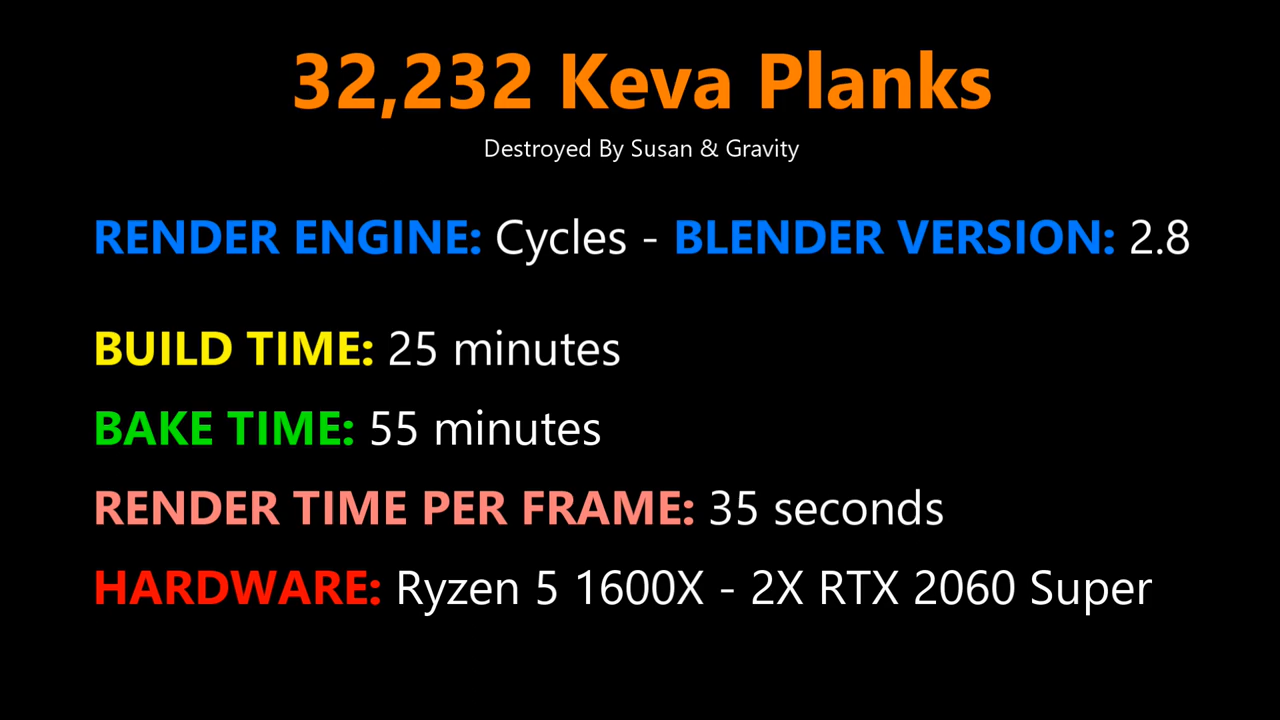 32,232 Keva Planks
Destroyed By Susan & Gravity
RENDER ENGINE: Cycles - BLENDER VERSION: 2.8
BUILD TIME: 25 minutes
BAKE TIME: 55 minutes
RENDER TIME PER FRAME: 35 seconds
HARDWARE: Ryzen 5 1600X - 2X RTX 2060 Super